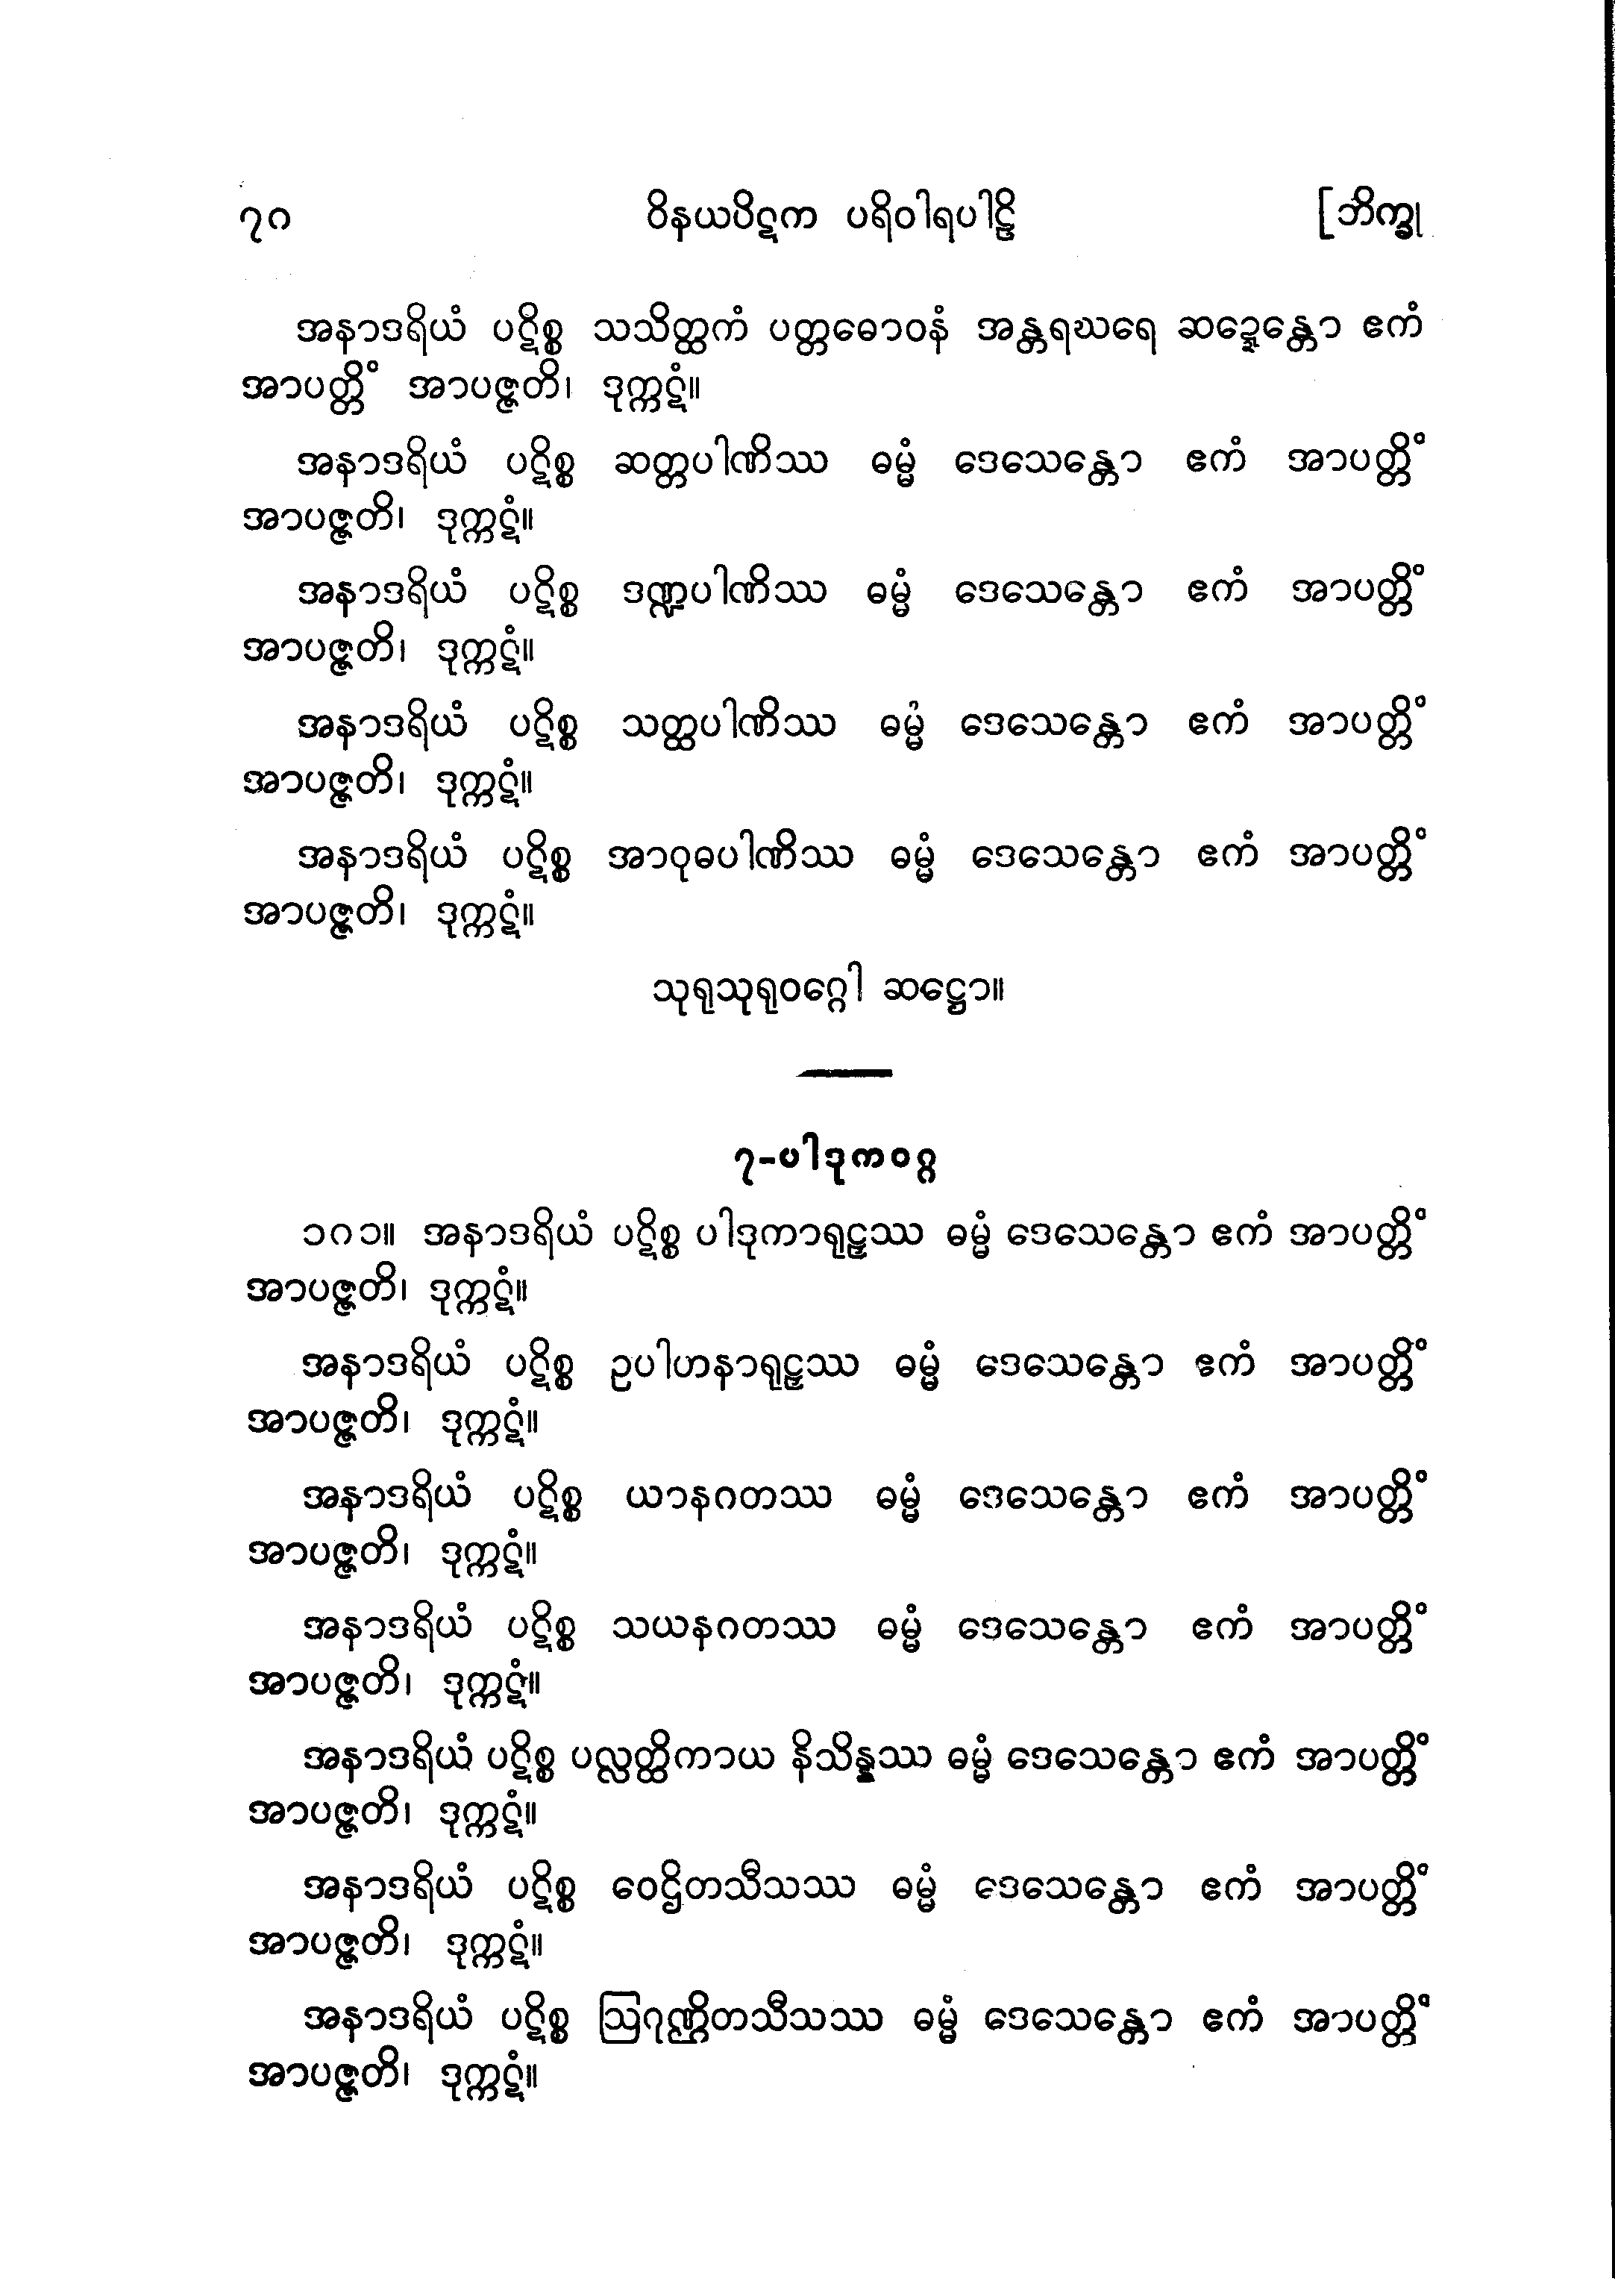 ၇၀ ဝိနယပိဋက ပရိဝါရပါဠိ [ဘိက္ခု
အနာဒရိယံ ပဋိစ္စ သသိတ္ထကံ ပတ္တဓောဝနံ အန္တရဃရေ ဆဍ္ဍေန္တော ဧကံ
အာပတ္တိံ အာပဇ္ဇတိ၊ ဒုက္ကဋံ။
အနာဒရိယံ ပဋိစ္စ ဆတ္တပါဏိဿ ဓမ္မံ ဒေသေန္တော ဧကံ အာပတ္တိံ
အာပဇ္ဇတိ၊ ဒုက္ကဋံ။
အနာဒရိယံ ပဋိစ္စ ဒဏ္ဍပါဏိဿ ဓမ္မံ ဒေသေန္တော ဧကံ အာပတ္တိံ
အာပဇ္ဇတိ၊ ဒုက္ကဋံ။
အနာဒရိယံ ပဋိစ္စ သတ္ထပါဏိဿ ဓမ္မံ ဒေသေန္တော ဧကံ အာပတ္တိံ
အာပဇ္ဇတိ၊ ဒုက္ကဋံ။
အနာဒရိယံ ပဋိစ္စ အာဝုဓပါဏိဿ ဓမ္မံ ဒေသေန္တော ဧကံ အာပတ္တိံ
အာပဇ္ဇတိ၊ ဒုက္ကဋံ။
သုရုသုရုဝဂ္ဂေါ ဆဋ္ဌော။
၇-ပါဒုကဝဂ္ဂ
၁၈၁။ အနာဒရိယံ ပဋိစ္စ ပါဒုကာရုဠှဿ ဓမ္မံ ဒေသေန္တော ဧကံ အာပတ္တိံ
အာပဇ္ဇတိ၊ ဒုက္ကဋံ။
အနာဒရိယံ ပဋိစ္စ ဥပါဟနာရုဠှဿ ဓမ္မံ ဒေသေန္တော ဧကံ အာပတ္တိံ
အာပဇ္ဇတိ၊ ဒုက္ကဋံ။
အနာဒရိယံ ပဋိစ္စ ယာနဂတဿ ဓမ္မံ ဒေသေန္တော ဧကံ အာပတ္တိံ
အာပဇ္ဇတိ၊ ဒုက္ကဋံ။
အနာဒရိယံ ပဋိစ္စ သယနဂတဿ ဓမ္မံ ဒေသေန္တော ဧကံ အာပတ္တိံ
အာပဇ္ဇတိ၊ ဒုက္ကဋံ။
အနာဒရိယံ ပဋိစ္စ ပလ္လတ္ထိကာယ နိသိန္နဿ ဓမ္မံ ဒေသေန္တော ဧကံ အာပတ္တိံ
အာပဇ္ဇတိ၊ ဒုက္ကဋံ။
အနာဒရိယံ ပဋိစ္စ ဝေဌိတသီသဿ ဓမ္မံ ဒေသေန္တော ဧကံ အာပတ္တိံ
အာပဇ္ဇတိ၊ ဒုက္ကဋံ။
အနာဒရိယံ ပဋိစ္စ ဩဂုဏ္ဌိတသီသဿ ဓမ္မံ ဒေသေန္တော ဧကံ အာပတ္တိံ
အာပဇ္ဇတိ၊ ဒုက္ကဋံ။